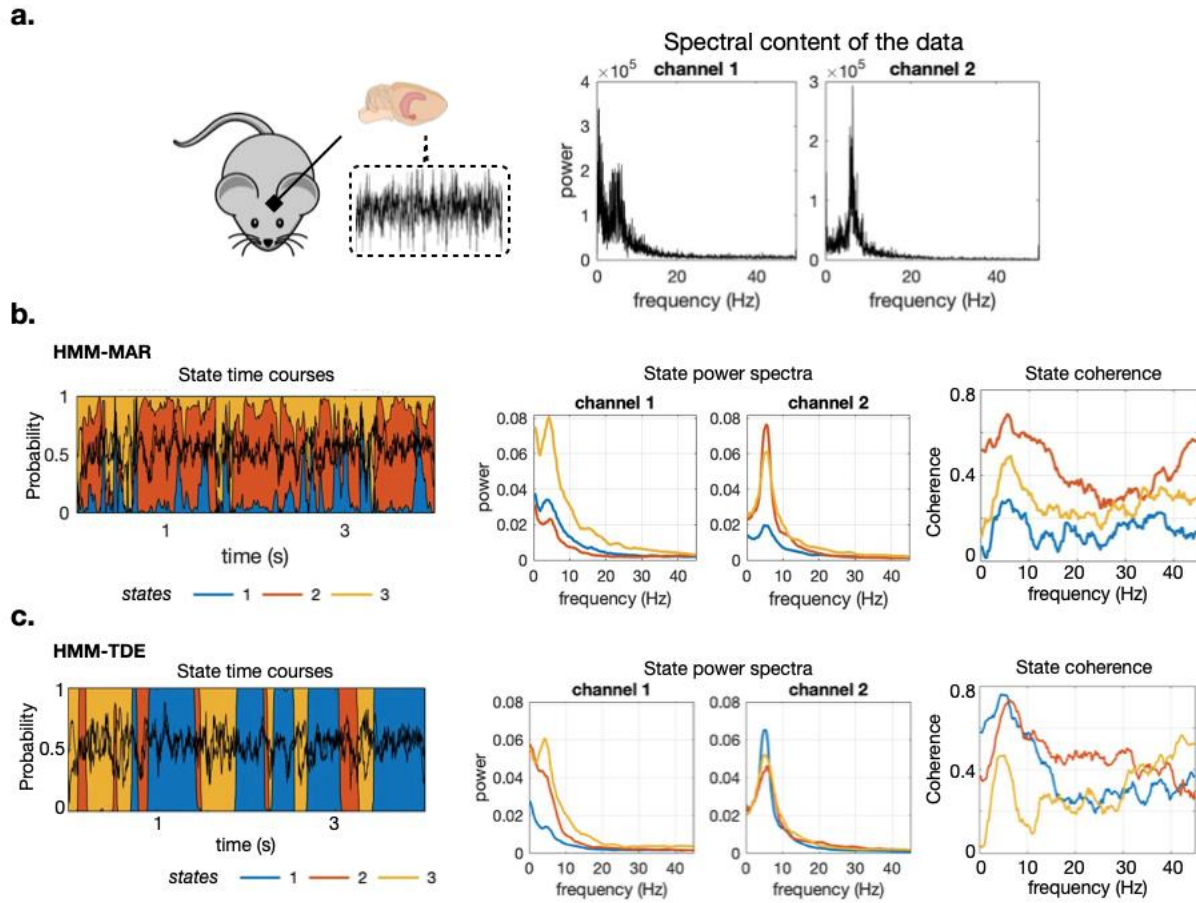 a.
Spectral content of the data
×10⁵ channel 1
×10⁵ channel 2
4
3
2
1
0
power
0 20 40
frequency (Hz)
3
2
1
0
0 20 40
frequency (Hz)
b.
HMM-MAR
State time courses
1
0.5
0
Probability
1 3
time (s)
states 1 2 3
State power spectra
channel 1
0.08
0.06
0.04
0.02
0
power
0 10 20 30 40
frequency (Hz)
channel 2
0.08
0.06
0.04
0.02
0
0 10 20 30 40
frequency (Hz)
State coherence
0.8
0.4
0
Coherence
0 10 20 30 40
frequency (Hz)
c.
HMM-TDE
State time courses
1
0.5
0
Probability
1 3
time (s)
states 1 2 3
State power spectra
channel 1
0.08
0.06
0.04
0.02
0
power
0 10 20 30 40
frequency (Hz)
channel 2
0.08
0.06
0.04
0.02
0
0 10 20 30 40
frequency (Hz)
State coherence
0.8
0.4
0
Coherence
0 10 20 30 40
frequency (Hz)